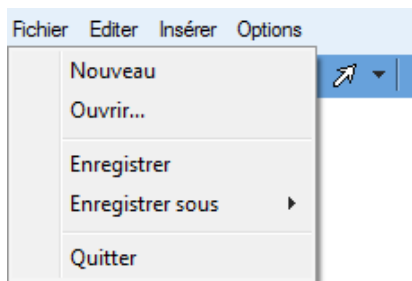 Fichier Editer Insérer Options
Nouveau
Ouvrir...
Enregistrer
Enregistrer sous
Quitter